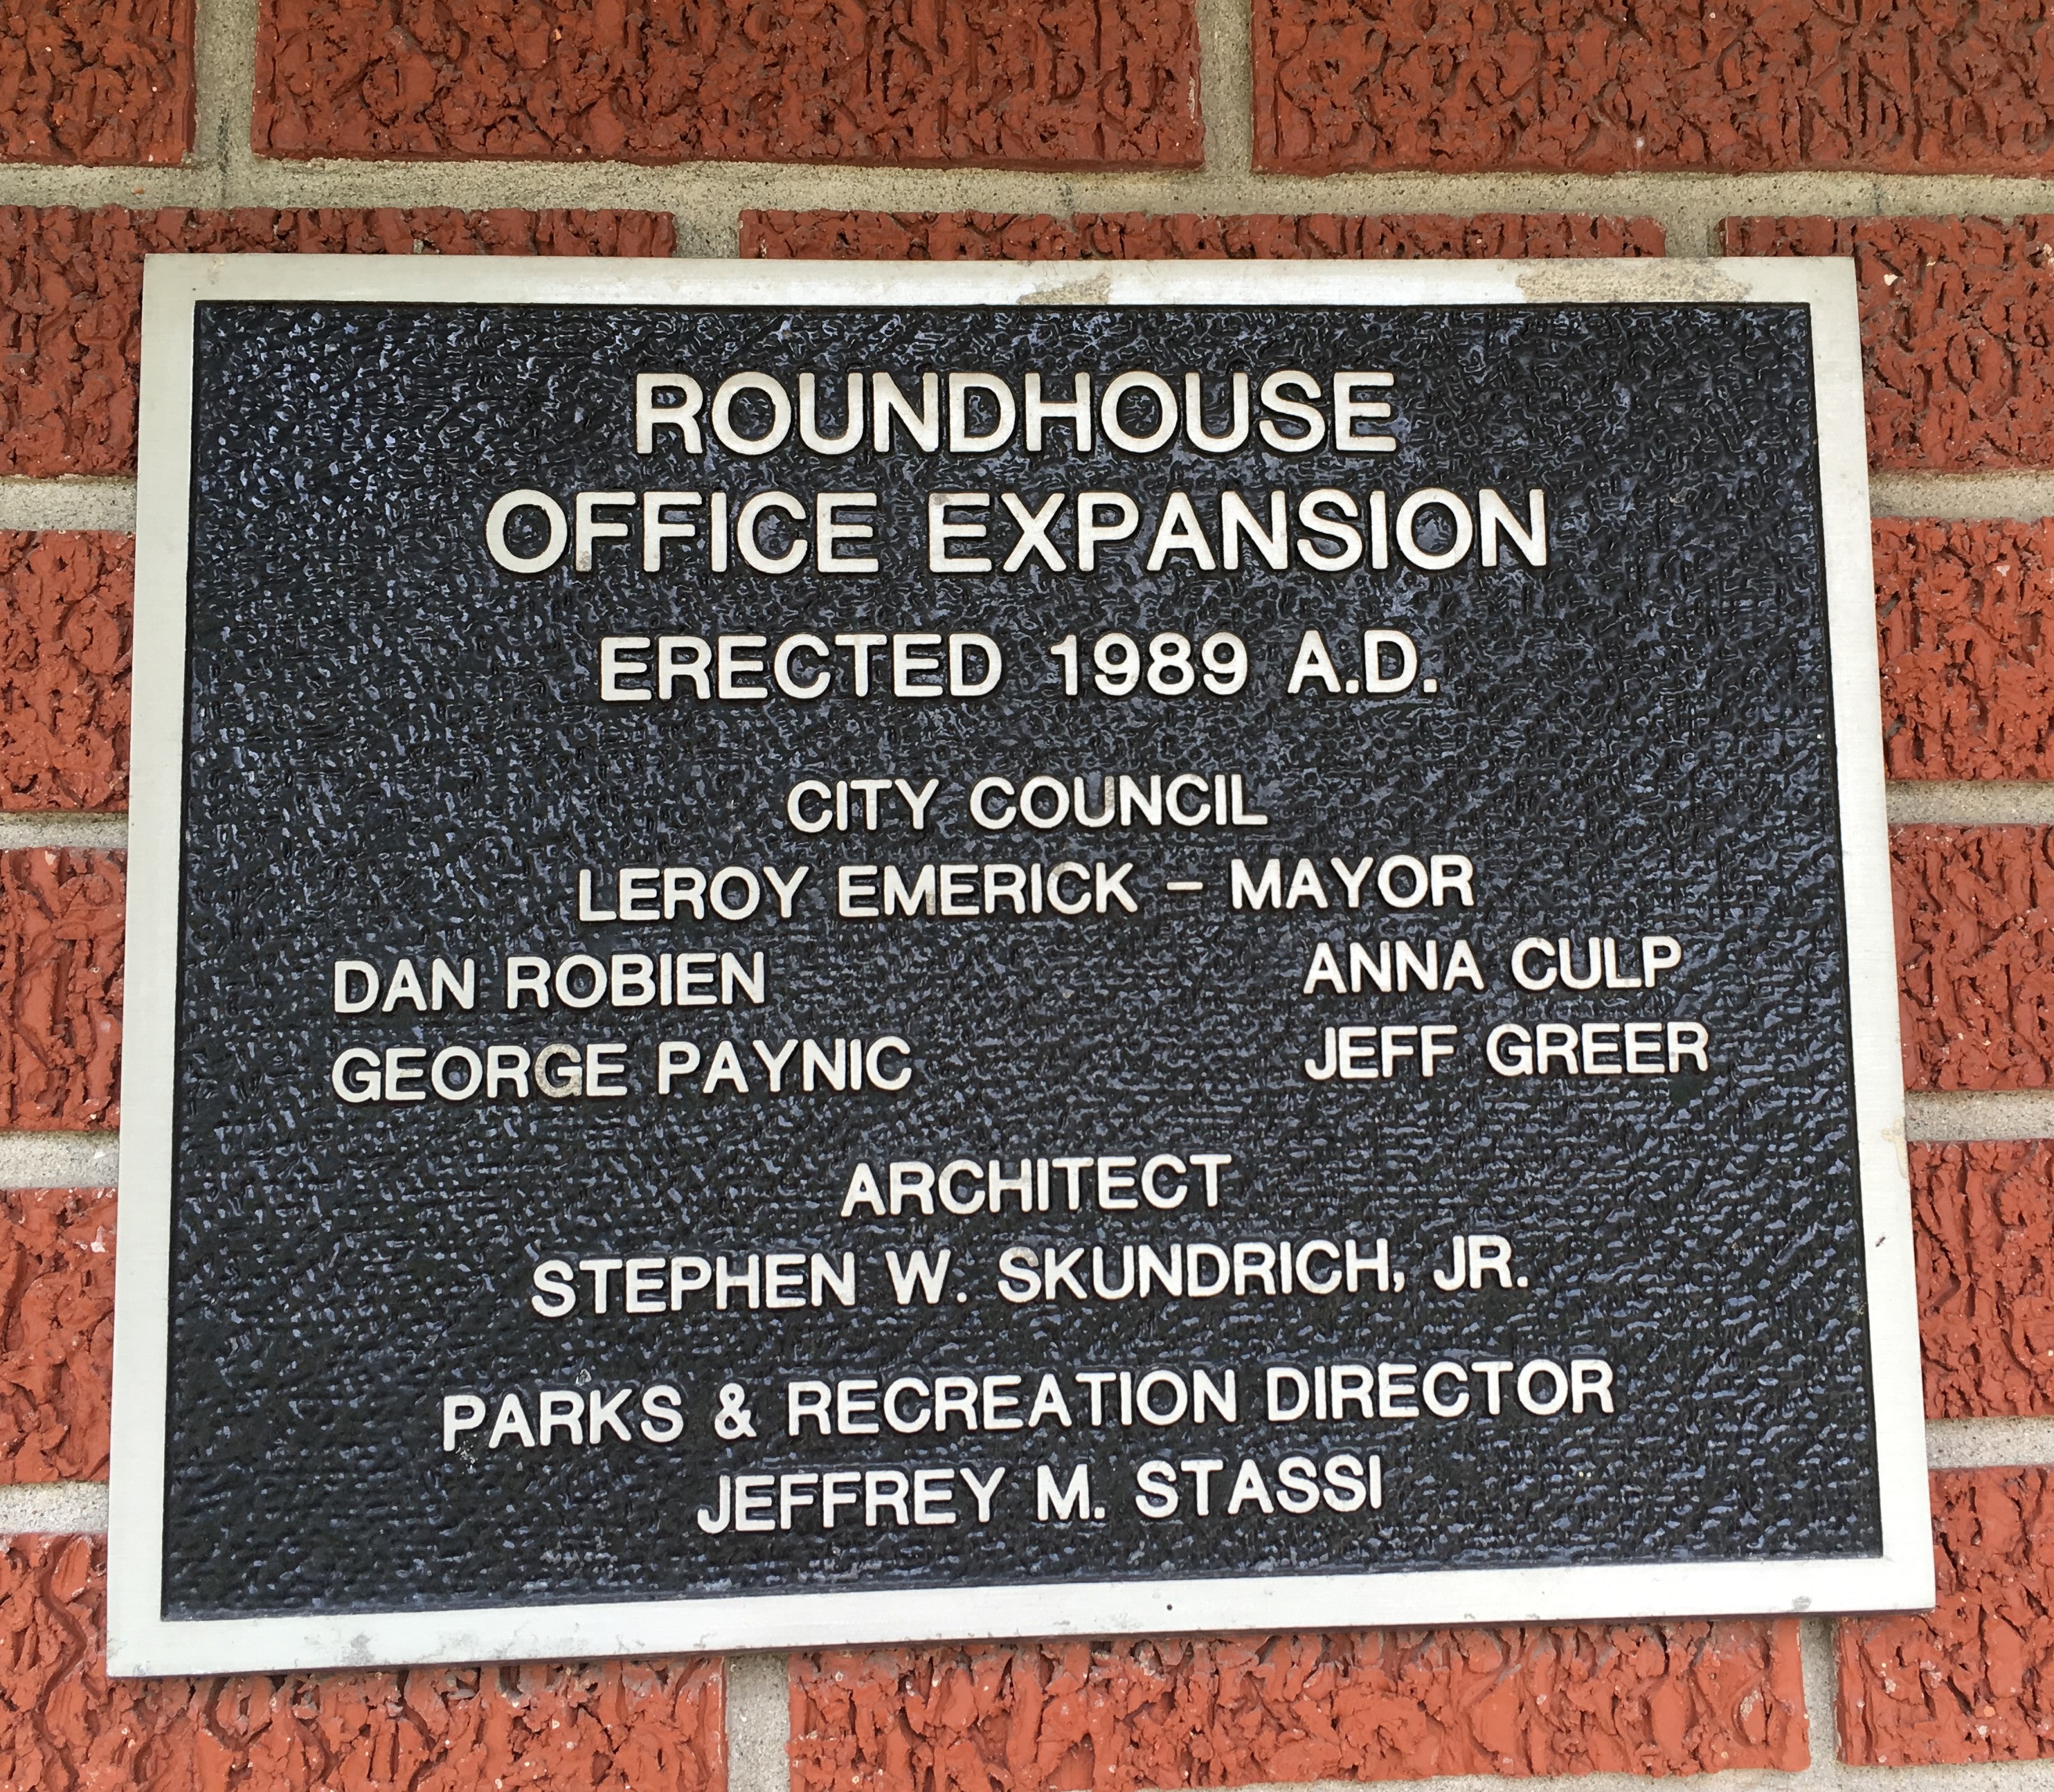 ROUNDHOUSE
OFFICE EXPANSION
ERECTED 1989 A.D.
CITY COUNCIL
LEROY EMERICK – MAYOR
DAN ROBIEN ANNA CULP
GEORGE PAYNIC JEFF GREER
ARCHITECT
STEPHEN W. SKUNDRICH, JR.
PARKS & RECREATION DIRECTOR
JEFFREY M. STASSI